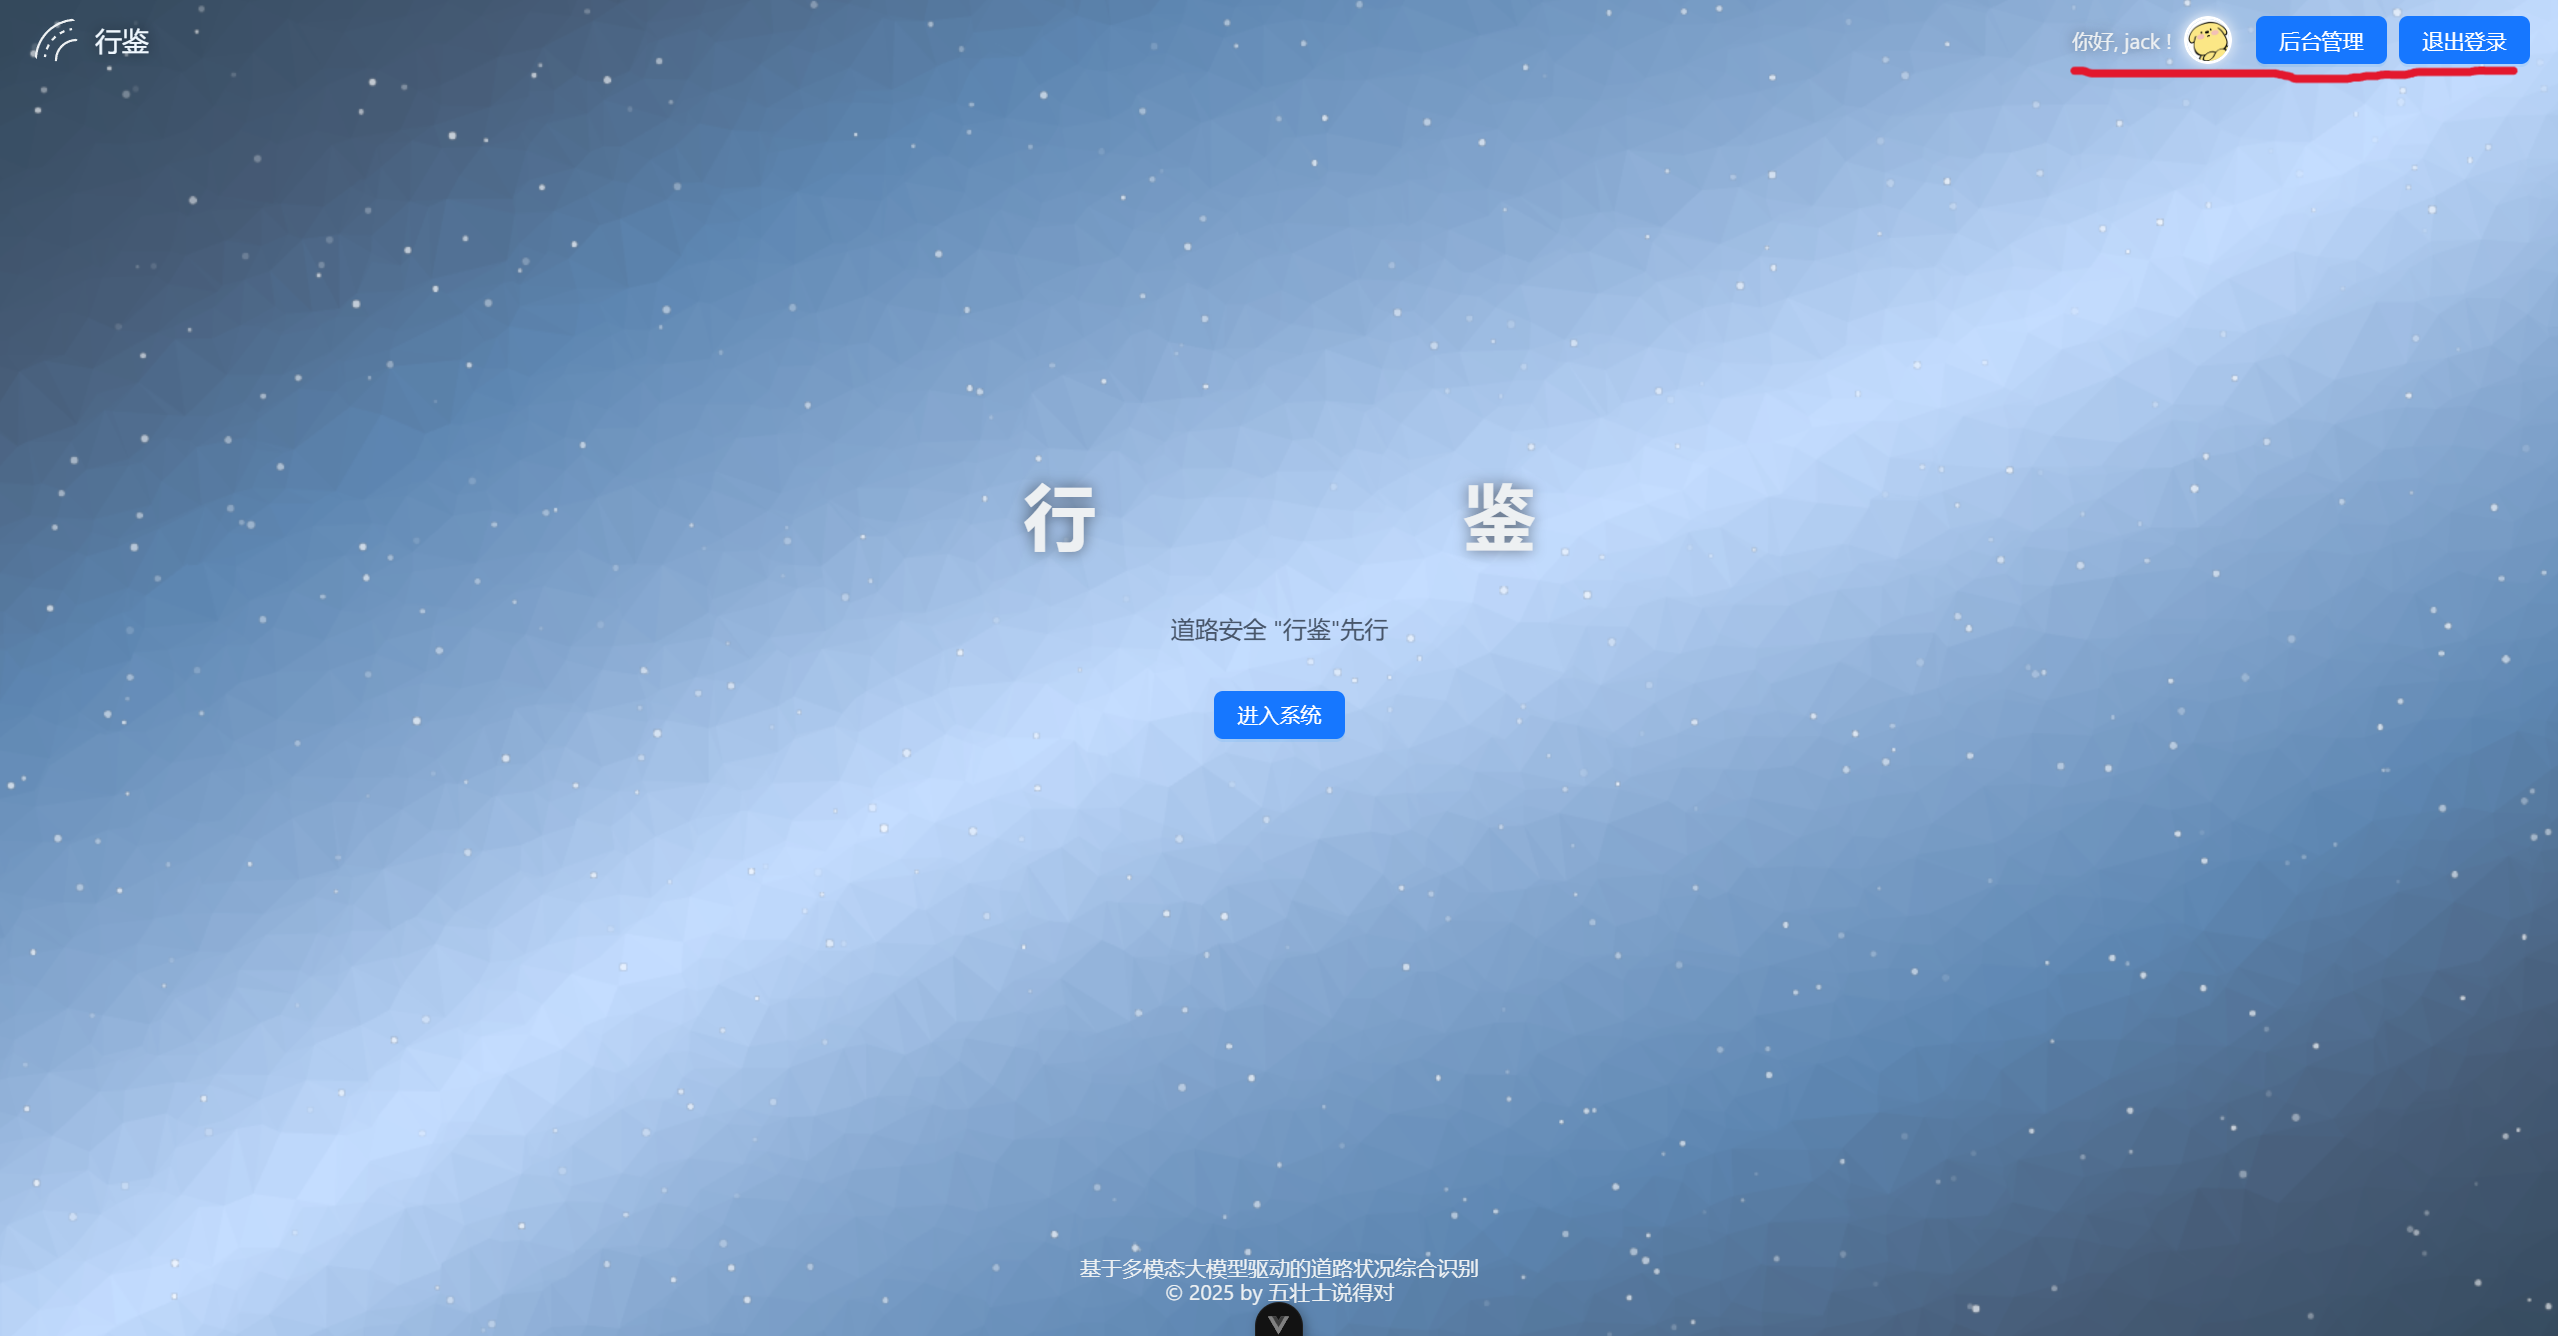 行鉴
你好, jack !
后台管理
退出登录
行 鉴
道路安全 "行鉴"先行
进入系统
基于多模态大模型驱动的道路状况综合识别
© 2025 by 五壮士说得对